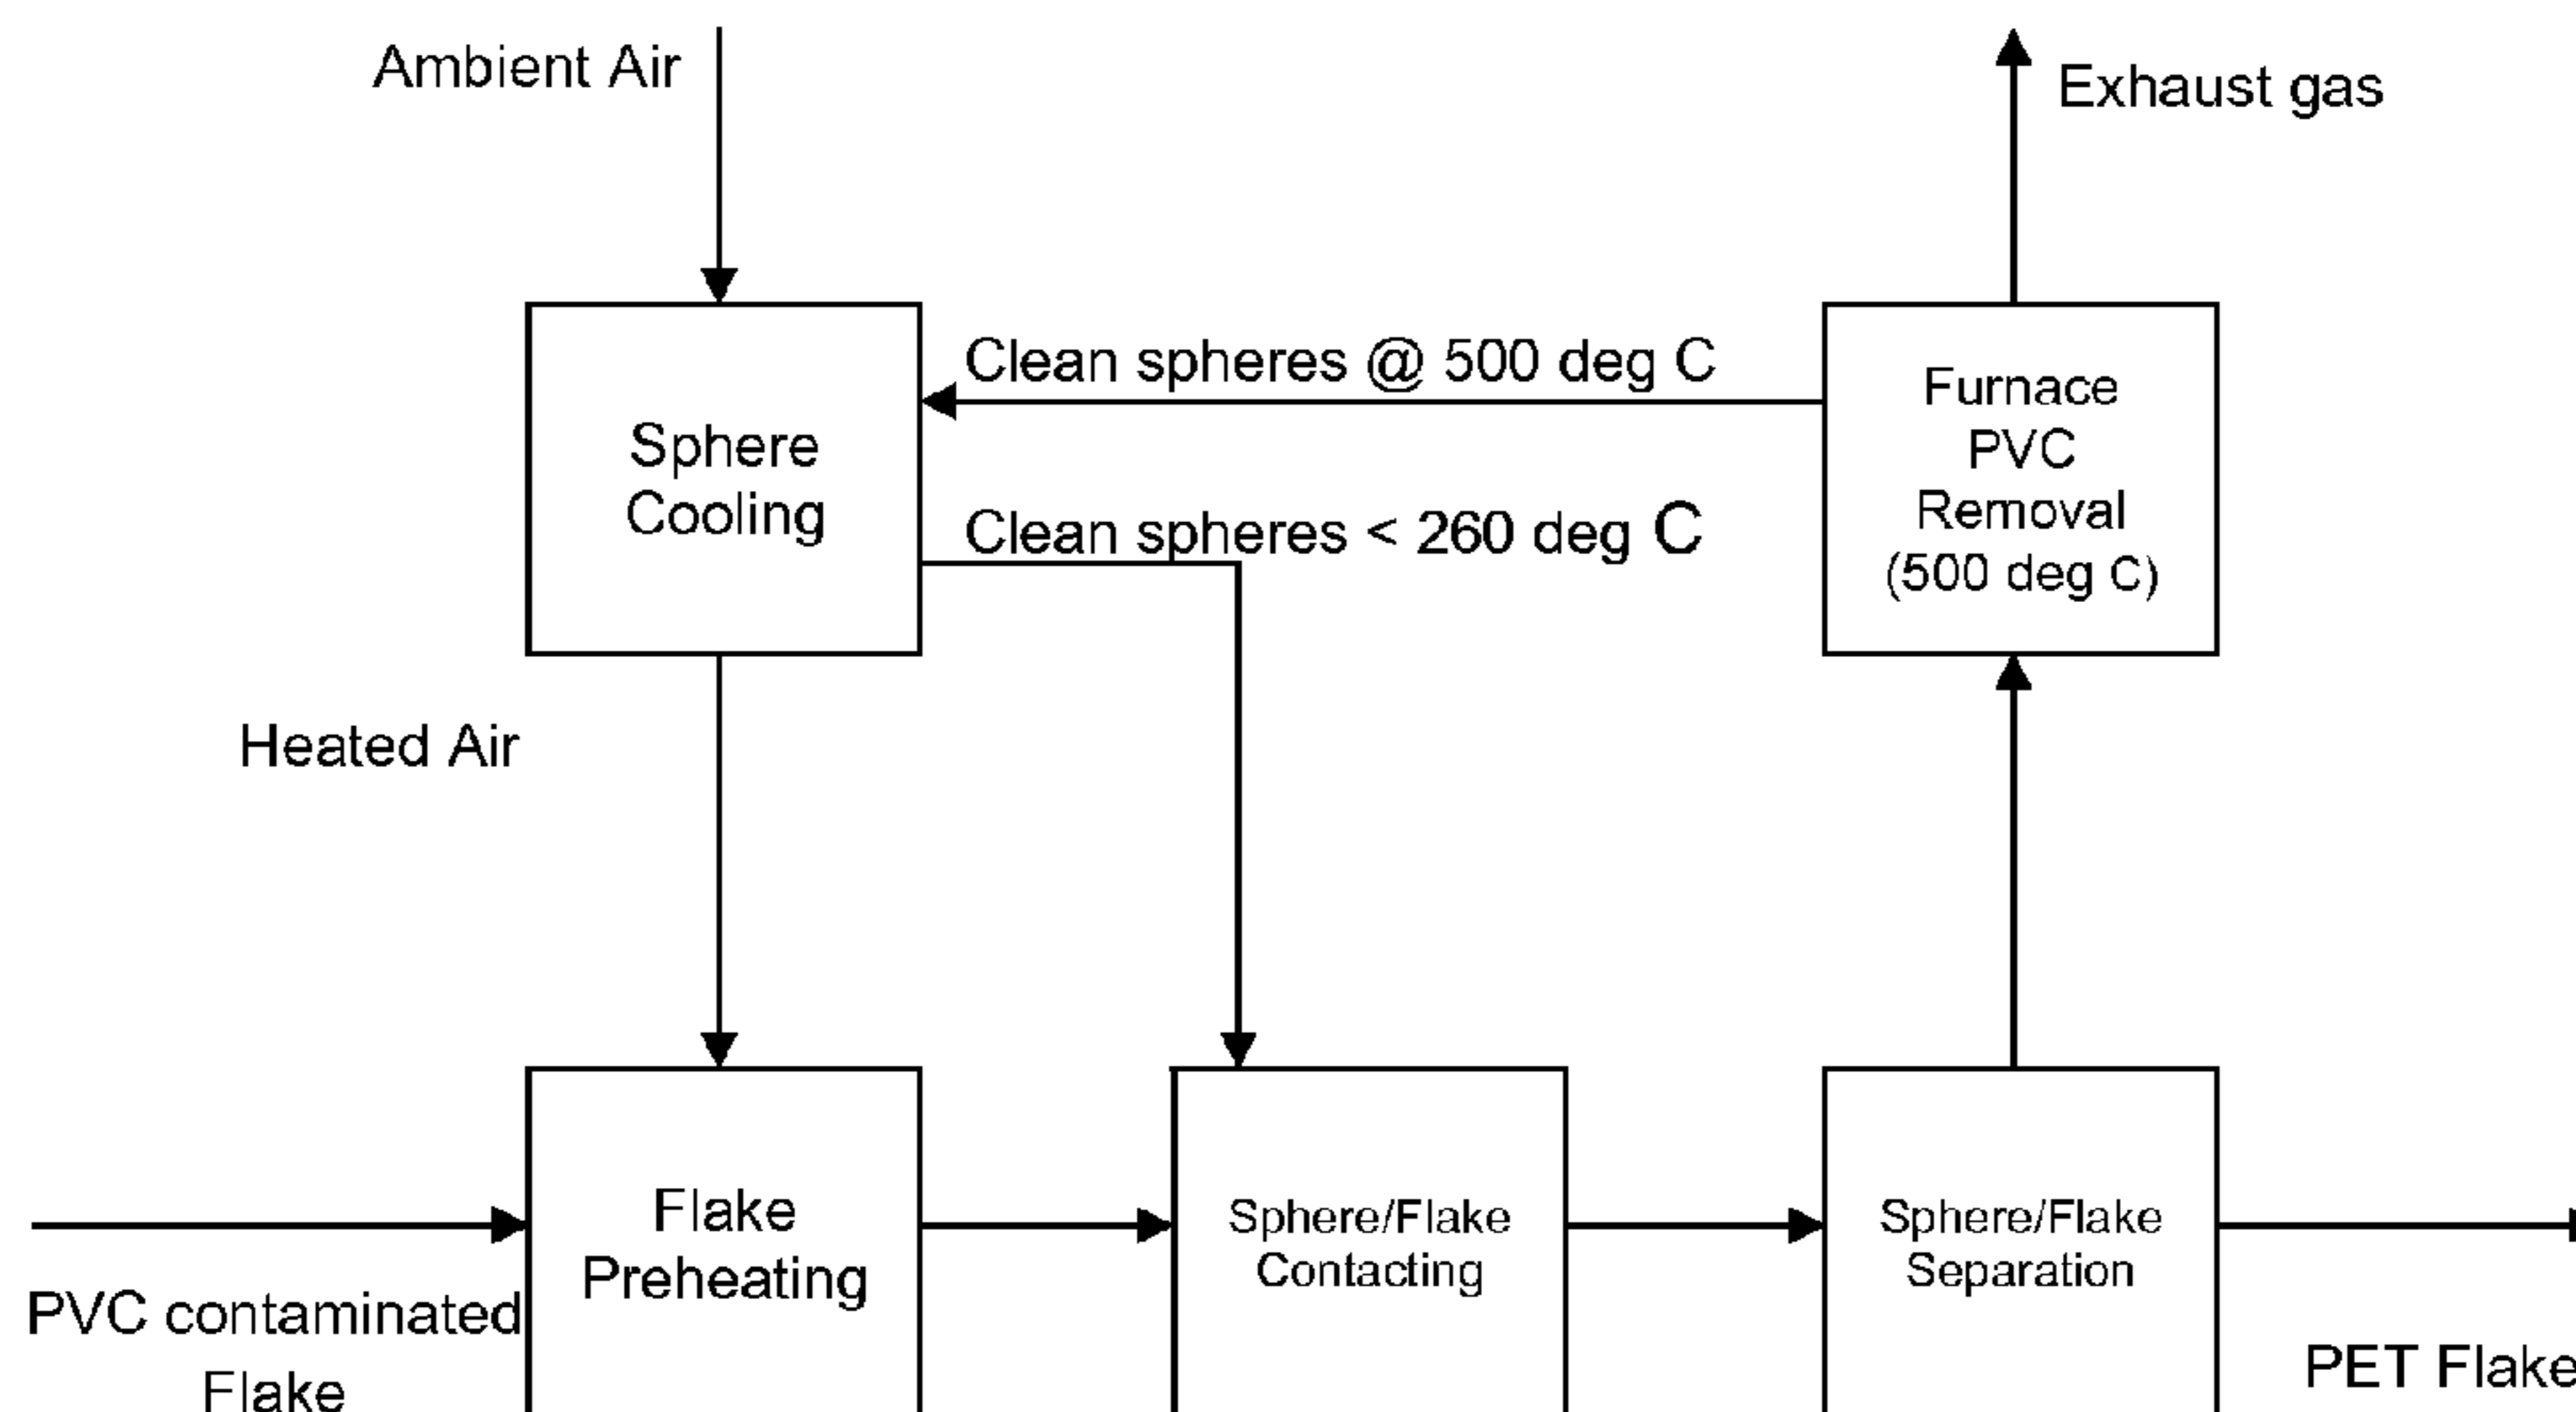 Ambient Air
Exhaust gas
Clean spheres @ 500 deg C
Furnace
PVC
Removal
(500 deg C)
Sphere
Cooling
Clean spheres < 260 deg C
Heated Air
Flake
Preheating
Sphere/Flake
Contacting
Sphere/Flake
Separation
PVC contaminated
Flake
PET Flake